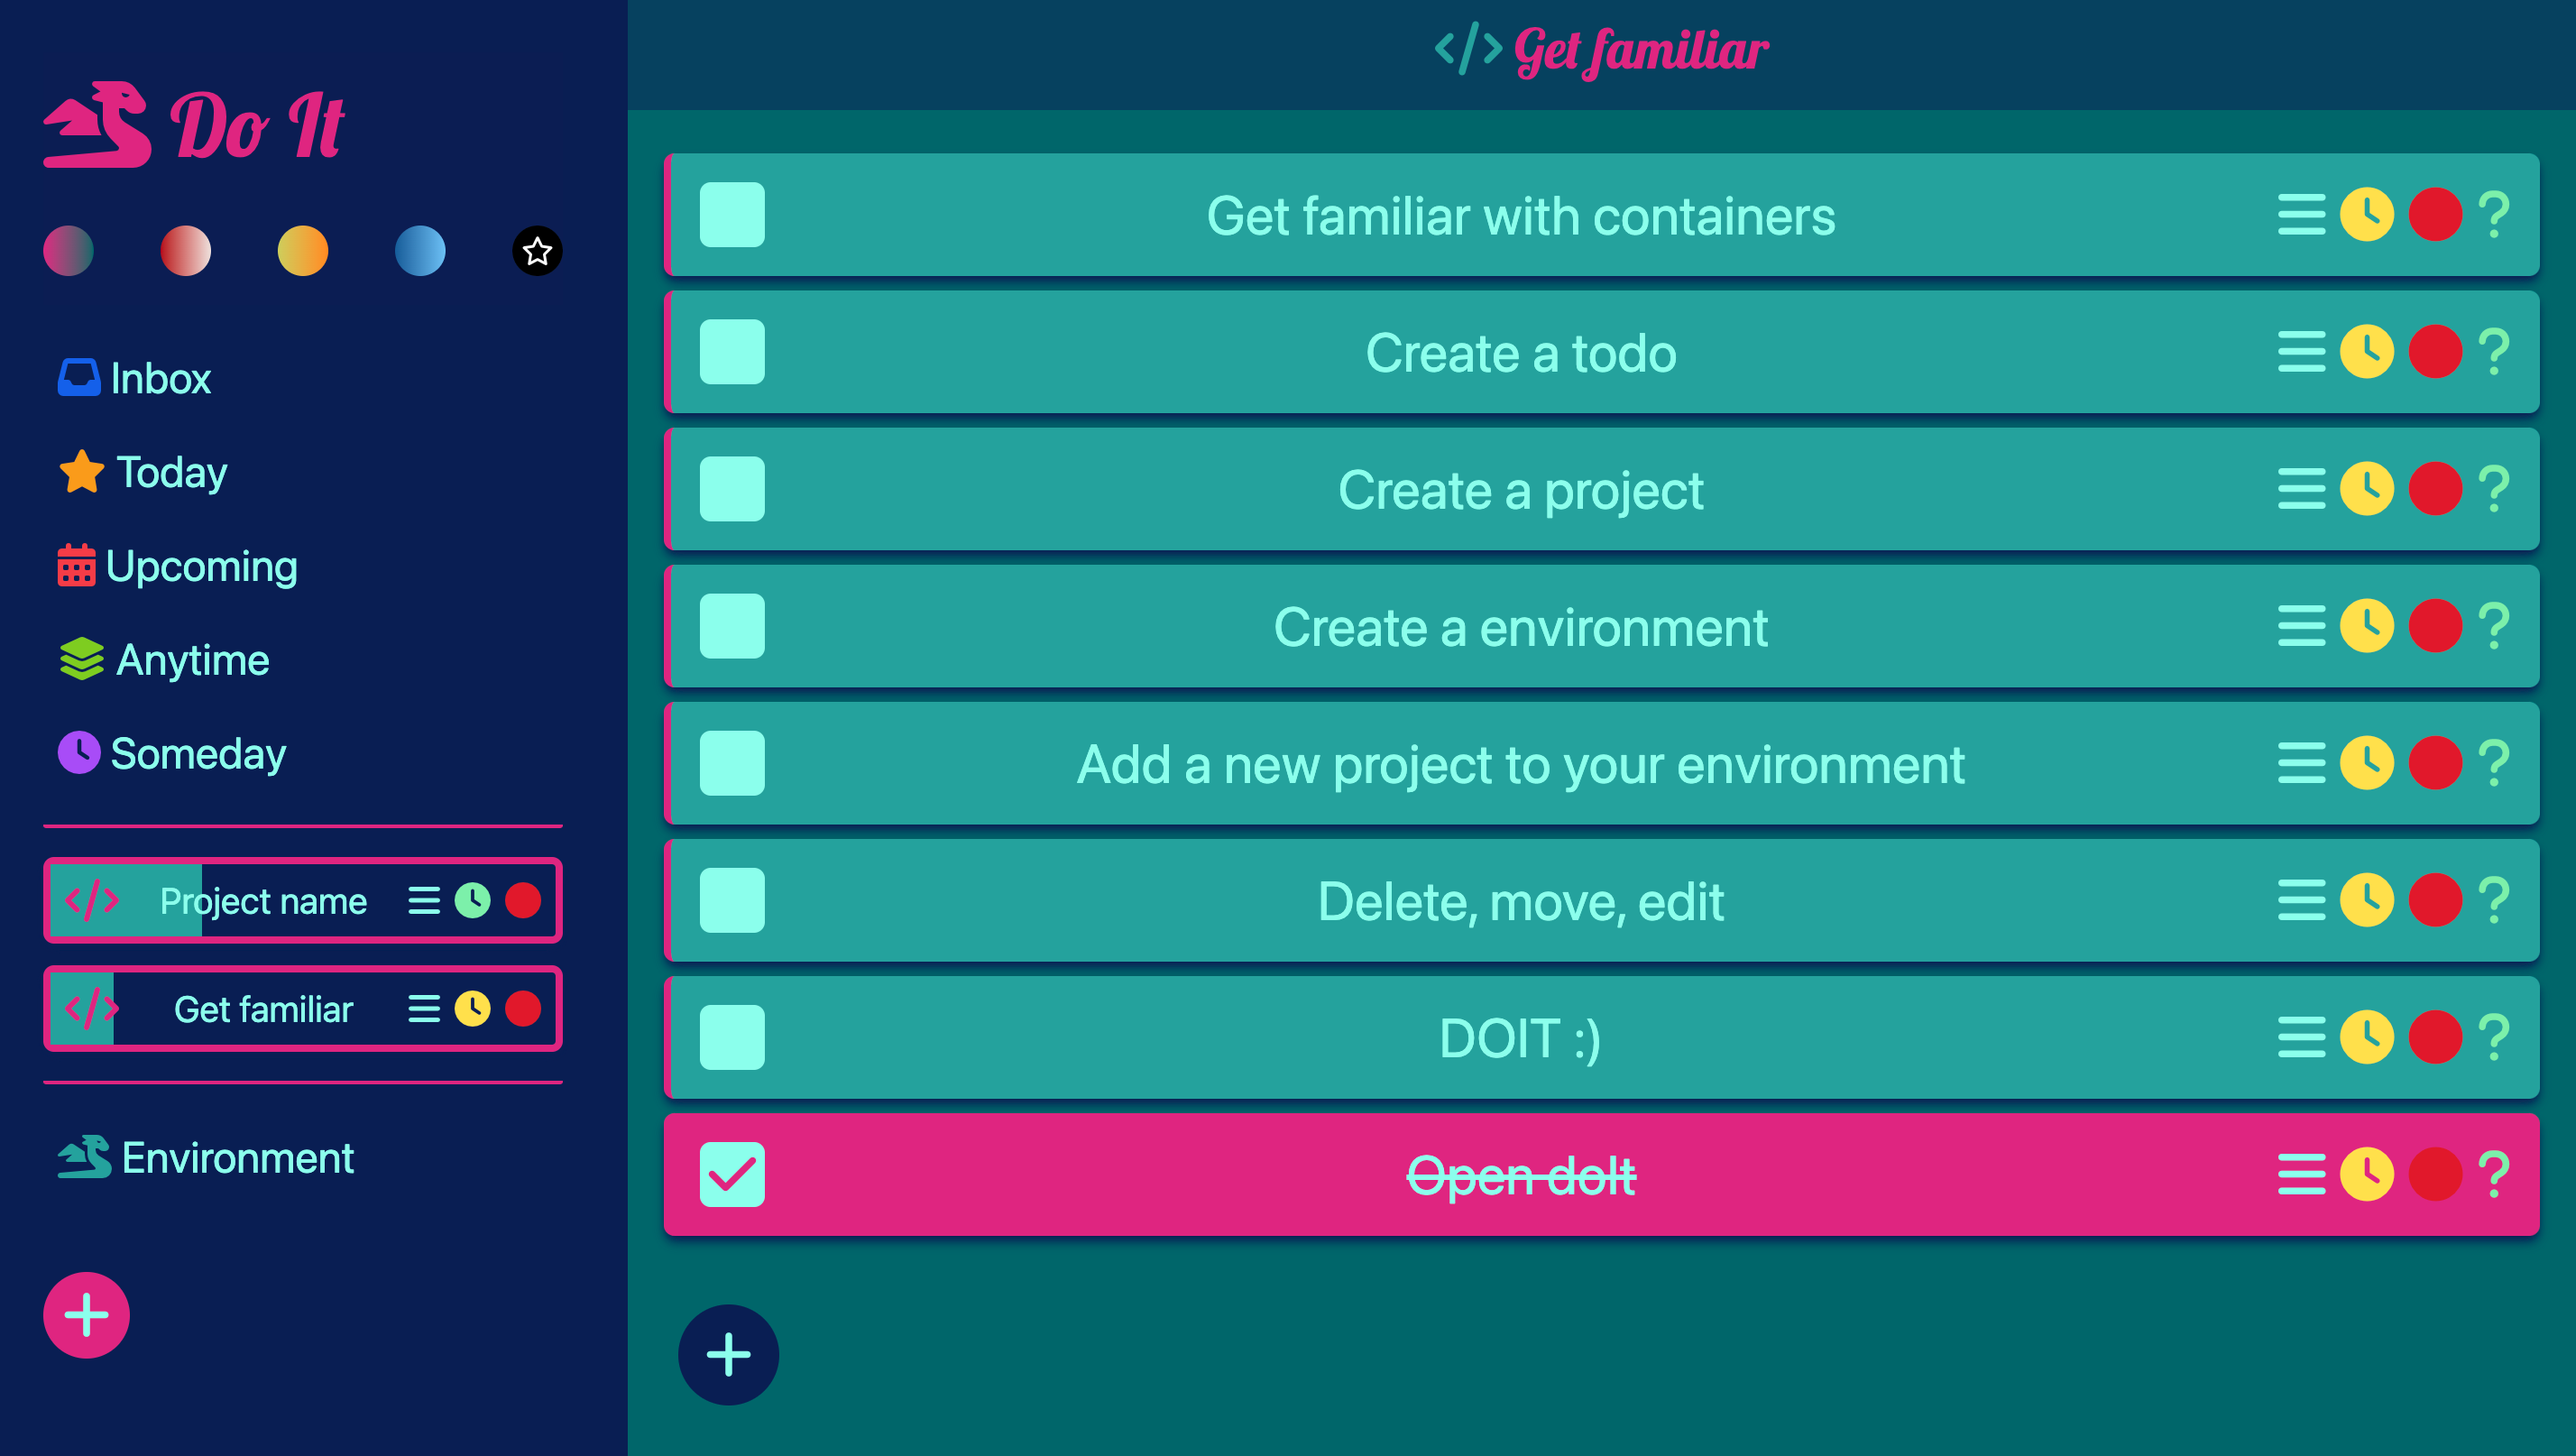 Do It
Inbox
Today
Upcoming
Anytime
Someday
Project name
Get familiar
Environment
Get familiar
Get familiar with containers
Create a todo
Create a project
Create a environment
Add a new project to your environment
Delete, move, edit
DOIT :)
Open doIt